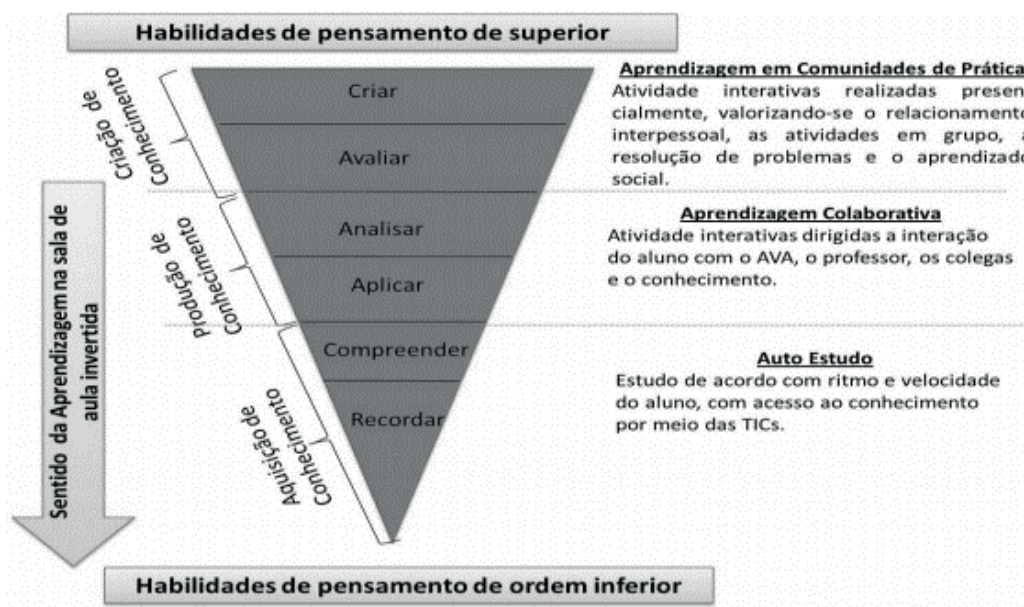 Habilidades de pensamento de superior
Criação de
Conhecimento
Criar
Avaliar
Aprendizagem em Comunidades de Prática
Atividade interativas realizadas presen
cialmente, valorizando-se o relacionamento
interpessoal, as atividades em grupo, a
resolução de problemas e o aprendizado
social.
Sentido da Aprendizagem na sala de
aula invertida
Produção de
Conhecimento
Analisar
Aplicar
Aprendizagem Colaborativa
Atividade interativas dirigidas a interação
do aluno com o AVA, o professor, os colegas
e o conhecimento.
Aquisição de
Conhecimento
Compreender
Recordar
Auto Estudo
Estudo de acordo com ritmo e velocidade
do aluno, com acesso ao conhecimento
por meio das TICs.
Habilidades de pensamento de ordem inferior